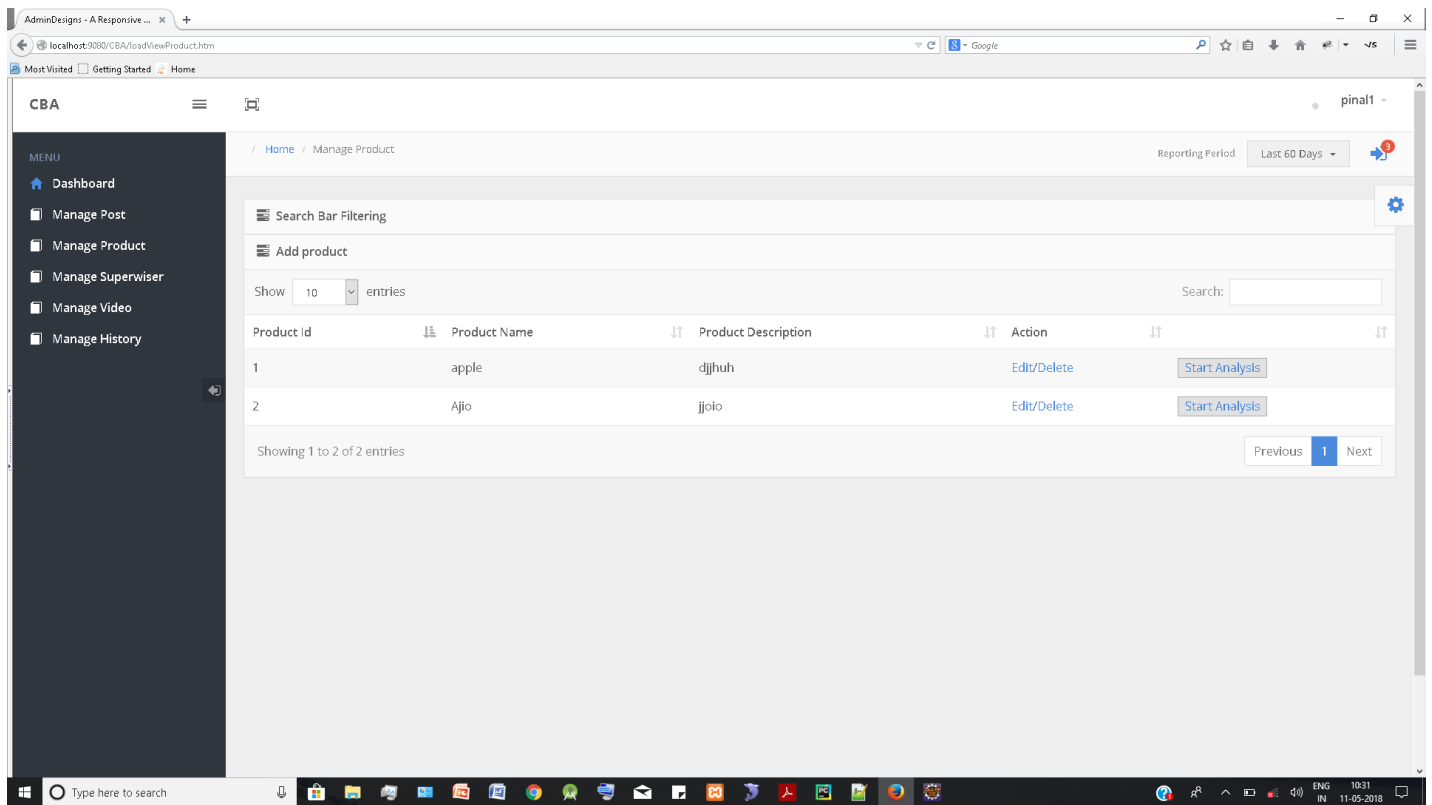 AdminDesigns - A Responsive ... × +
localhost:9080/CBA/loadViewProduct.htm
Google
Most Visited Getting Started Home
CBA
pinal1
/ Home / Manage Product
Reporting Period Last 60 Days 3
MENU
Dashboard
Manage Post
Manage Product
Manage Superwiser
Manage Video
Manage History
Search Bar Filtering
Add product
Show 10 entries Search:
Product Id Product Name Product Description Action
1 apple djjhuh Edit/Delete Start Analysis
2 Ajio jjoio Edit/Delete Start Analysis
Showing 1 to 2 of 2 entries Previous 1 Next
Type here to search
ENG 10:31
IN 11-05-2018